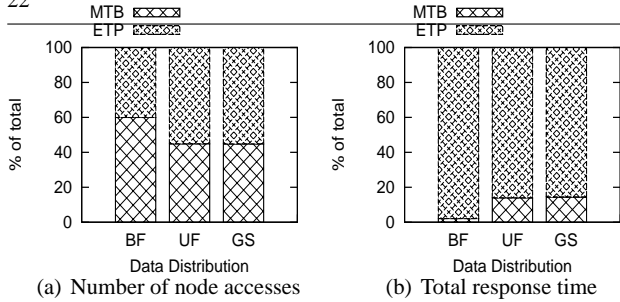 22
MTB
ETP
100
80
60
40
20
0
% of total
BF UF GS
Data Distribution
(a) Number of node accesses
MTB
ETP
100
80
60
40
20
0
% of total
BF UF GS
Data Distribution
(b) Total response time